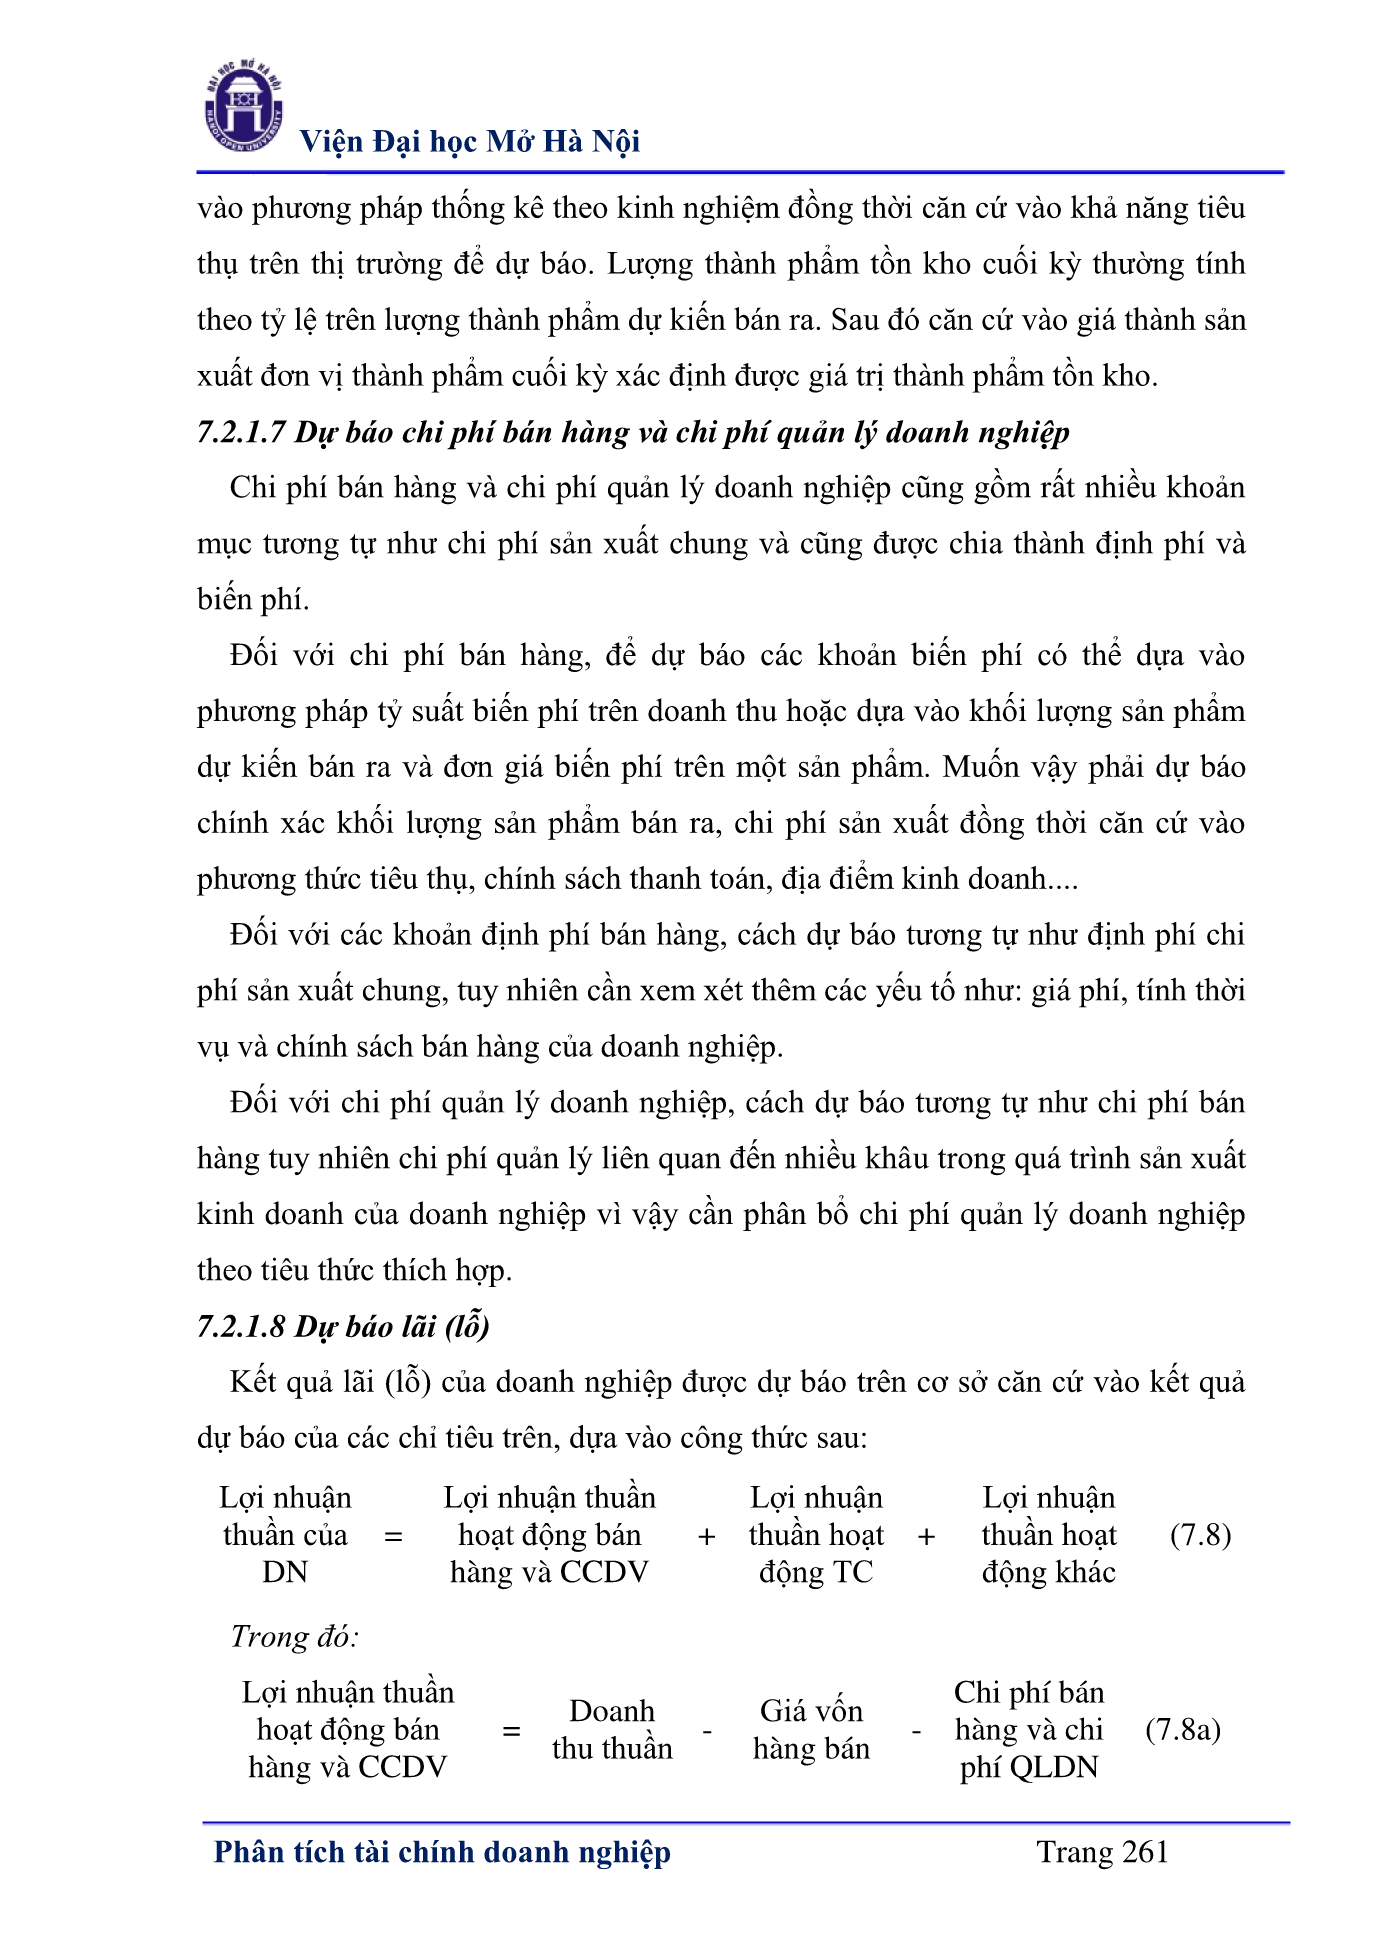 ĐẠI HỌC MỞ HÀ NỘI
HANOI OPEN UNIVERSITY
Viện Đại học Mở Hà Nội
vào phương pháp thống kê theo kinh nghiệm đồng thời căn cứ vào khả năng tiêu
thụ trên thị trường để dự báo. Lượng thành phẩm tồn kho cuối kỳ thường tính
theo tỷ lệ trên lượng thành phẩm dự kiến bán ra. Sau đó căn cứ vào giá thành sản
xuất đơn vị thành phẩm cuối kỳ xác định được giá trị thành phẩm tồn kho.
7.2.1.7 Dự báo chi phí bán hàng và chi phí quản lý doanh nghiệp
Chi phí bán hàng và chi phí quản lý doanh nghiệp cũng gồm rất nhiều khoản
mục tương tự như chi phí sản xuất chung và cũng được chia thành định phí và
biến phí.
Đối với chi phí bán hàng, để dự báo các khoản biến phí có thể dựa vào
phương pháp tỷ suất biến phí trên doanh thu hoặc dựa vào khối lượng sản phẩm
dự kiến bán ra và đơn giá biến phí trên một sản phẩm. Muốn vậy phải dự báo
chính xác khối lượng sản phẩm bán ra, chi phí sản xuất đồng thời căn cứ vào
phương thức tiêu thụ, chính sách thanh toán, địa điểm kinh doanh....
Đối với các khoản định phí bán hàng, cách dự báo tương tự như định phí chi
phí sản xuất chung, tuy nhiên cần xem xét thêm các yếu tố như: giá phí, tính thời
vụ và chính sách bán hàng của doanh nghiệp.
Đối với chi phí quản lý doanh nghiệp, cách dự báo tương tự như chi phí bán
hàng tuy nhiên chi phí quản lý liên quan đến nhiều khâu trong quá trình sản xuất
kinh doanh của doanh nghiệp vì vậy cần phân bổ chi phí quản lý doanh nghiệp
theo tiêu thức thích hợp.
7.2.1.8 Dự báo lãi (lỗ)
Kết quả lãi (lỗ) của doanh nghiệp được dự báo trên cơ sở căn cứ vào kết quả
dự báo của các chỉ tiêu trên, dựa vào công thức sau:
Lợi nhuận Lợi nhuận thuần Lợi nhuận Lợi nhuận
thuần của = hoạt động bán + thuần hoạt + thuần hoạt (7.8)
DN hàng và CCDV động TC động khác
Trong đó:
Lợi nhuận thuần
hoạt động bán
hàng và CCDV
=
Doanh
thu thuần
-
Giá vốn
hàng bán
-
Chi phí bán
hàng và chi
phí QLDN
(7.8a)
Phân tích tài chính doanh nghiệp Trang 261